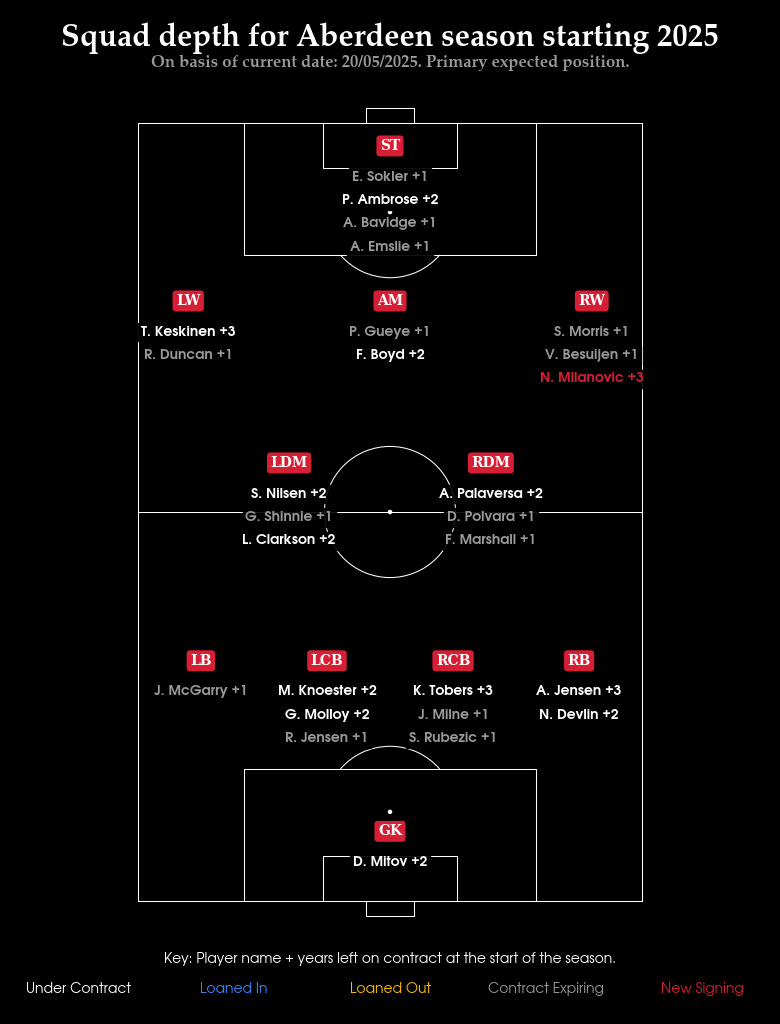 Squad depth for Aberdeen season starting 2025
On basis of current date: 20/05/2025. Primary expected position.
ST
E. Sokler +1
P. Ambrose +2
A. Bavidge +1
A. Emslie +1
LW
T. Keskinen +3
R. Duncan +1
AM
P. Gueye +1
F. Boyd +2
RW
S. Morris +1
V. Besuijen +1
N. Milanovic +3
LDM
S. Nilsen +2
G. Shinnie +1
L. Clarkson +2
RDM
A. Palaversa +2
D. Polvara +1
F. Marshall +1
LB
J. McGarry +1
LCB
M. Knoester +2
G. Molloy +2
R. Jensen +1
RCB
K. Tobers +3
J. Milne +1
S. Rubezic +1
RB
A. Jensen +3
N. Devlin +2
GK
D. Mitov +2
Key: Player name + years left on contract at the start of the season.
Under Contract
Loaned In
Loaned Out
Contract Expiring
New Signing